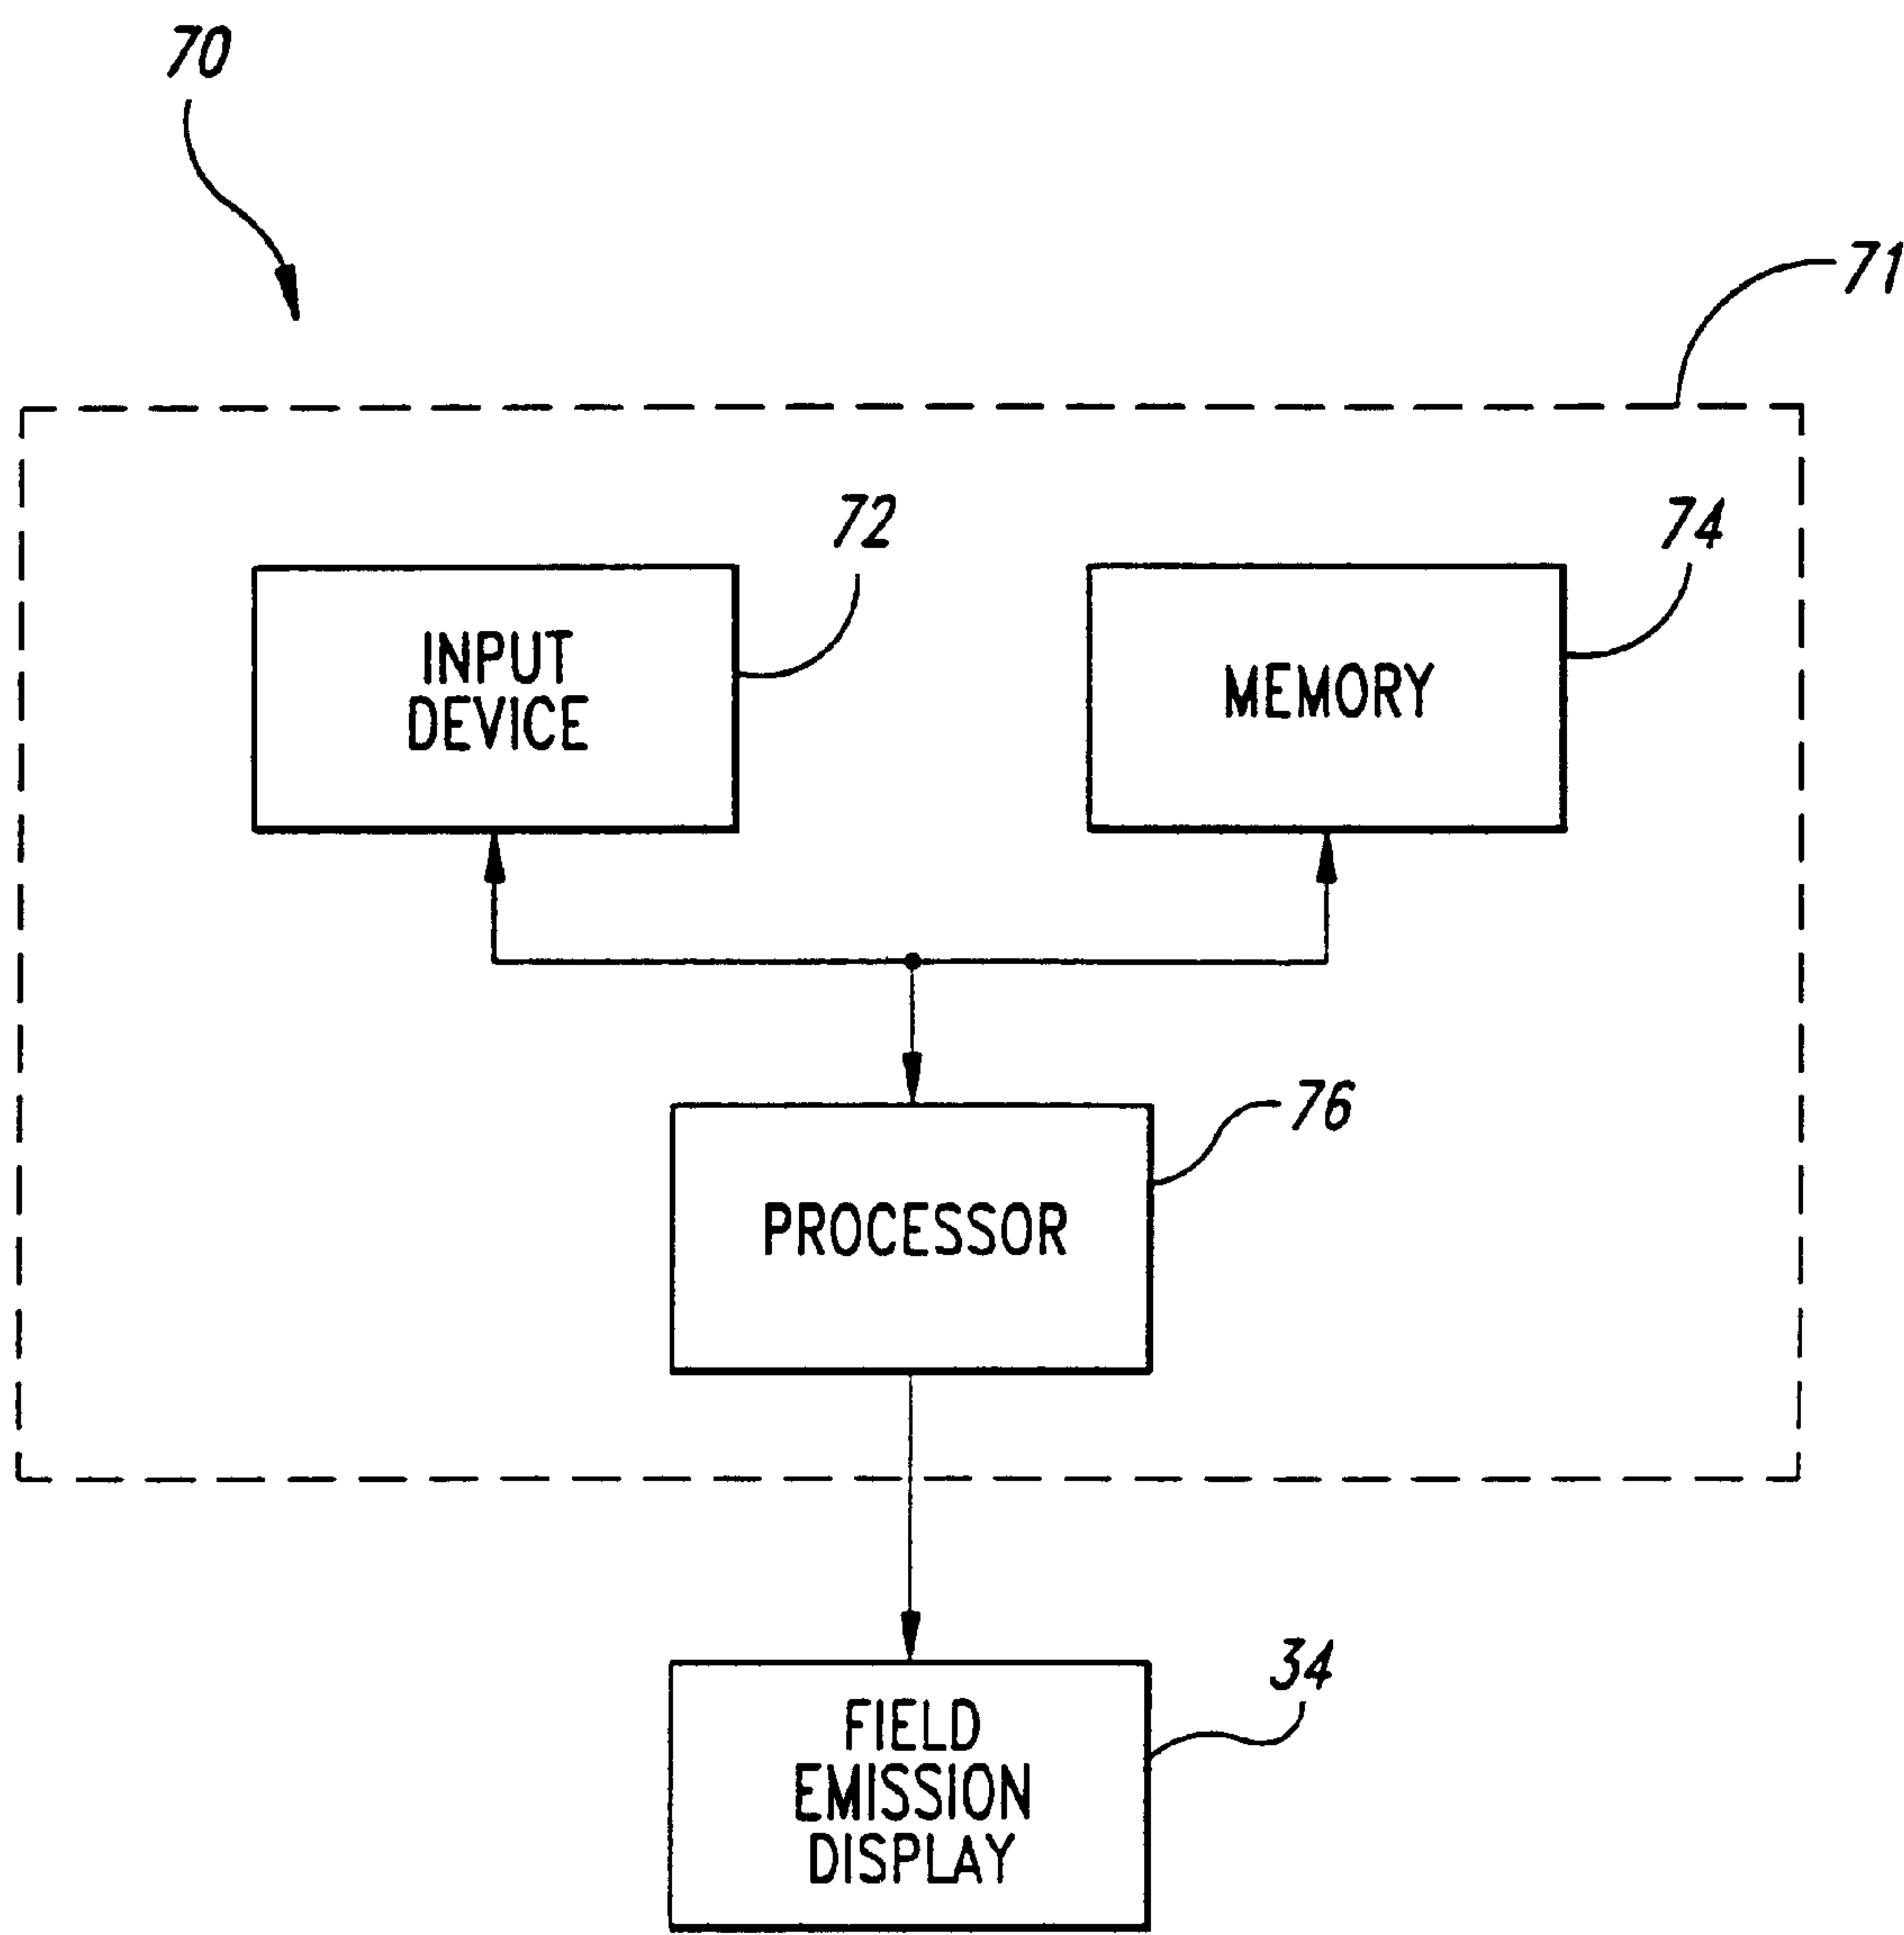 70
71
72
74
INPUT
DEVICE
MEMORY
76
PROCESSOR
34
FIELD
EMISSION
DISPLAY